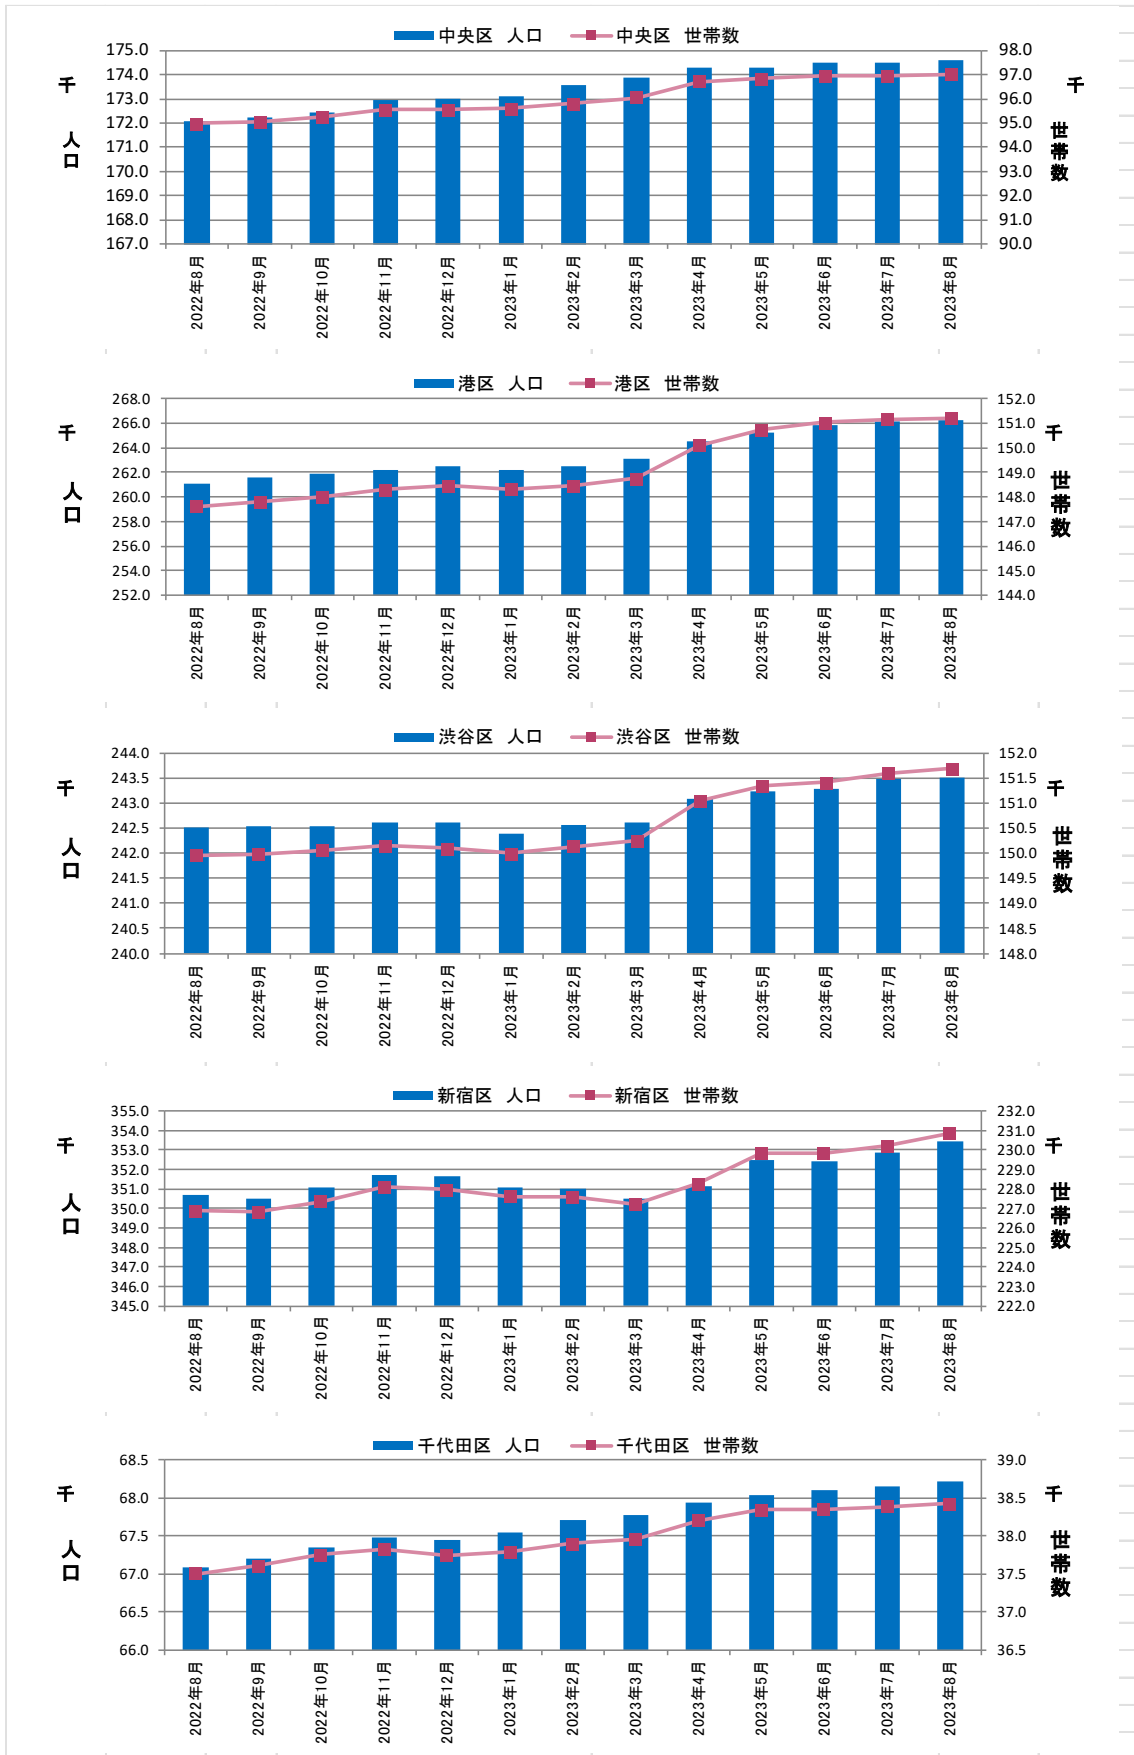 中央区 人口 中央区 世帯数
千 人口
175.0
174.0
173.0
172.0
171.0
170.0
169.0
168.0
167.0
98.0
97.0
96.0
95.0
94.0
93.0
92.0
91.0
90.0
千 世帯数
2022年8月
2022年9月
2022年10月
2022年11月
2022年12月
2023年1月
2023年2月
2023年3月
2023年4月
2023年5月
2023年6月
2023年7月
2023年8月
港区 人口 港区 世帯数
千 人口
268.0
266.0
264.0
262.0
260.0
258.0
256.0
254.0
252.0
152.0
151.0
150.0
149.0
148.0
147.0
146.0
145.0
144.0
千 世帯数
2022年8月
2022年9月
2022年10月
2022年11月
2022年12月
2023年1月
2023年2月
2023年3月
2023年4月
2023年5月
2023年6月
2023年7月
2023年8月
渋谷区 人口 渋谷区 世帯数
千 人口
244.0
243.5
243.0
242.5
242.0
241.5
241.0
240.5
240.0
152.0
151.5
151.0
150.5
150.0
149.5
149.0
148.5
148.0
千 世帯数
2022年8月
2022年9月
2022年10月
2022年11月
2022年12月
2023年1月
2023年2月
2023年3月
2023年4月
2023年5月
2023年6月
2023年7月
2023年8月
新宿区 人口 新宿区 世帯数
千 人口
355.0
354.0
353.0
352.0
351.0
350.0
349.0
348.0
347.0
346.0
345.0
232.0
231.0
230.0
229.0
228.0
227.0
226.0
225.0
224.0
223.0
222.0
千 世帯数
2022年8月
2022年9月
2022年10月
2022年11月
2022年12月
2023年1月
2023年2月
2023年3月
2023年4月
2023年5月
2023年6月
2023年7月
2023年8月
千代田区 人口 千代田区 世帯数
千 人口
68.5
68.0
67.5
67.0
66.5
66.0
39.0
38.5
38.0
37.5
37.0
36.5
千 世帯数
2022年8月
2022年9月
2022年10月
2022年11月
2022年12月
2023年1月
2023年2月
2023年3月
2023年4月
2023年5月
2023年6月
2023年7月
2023年8月